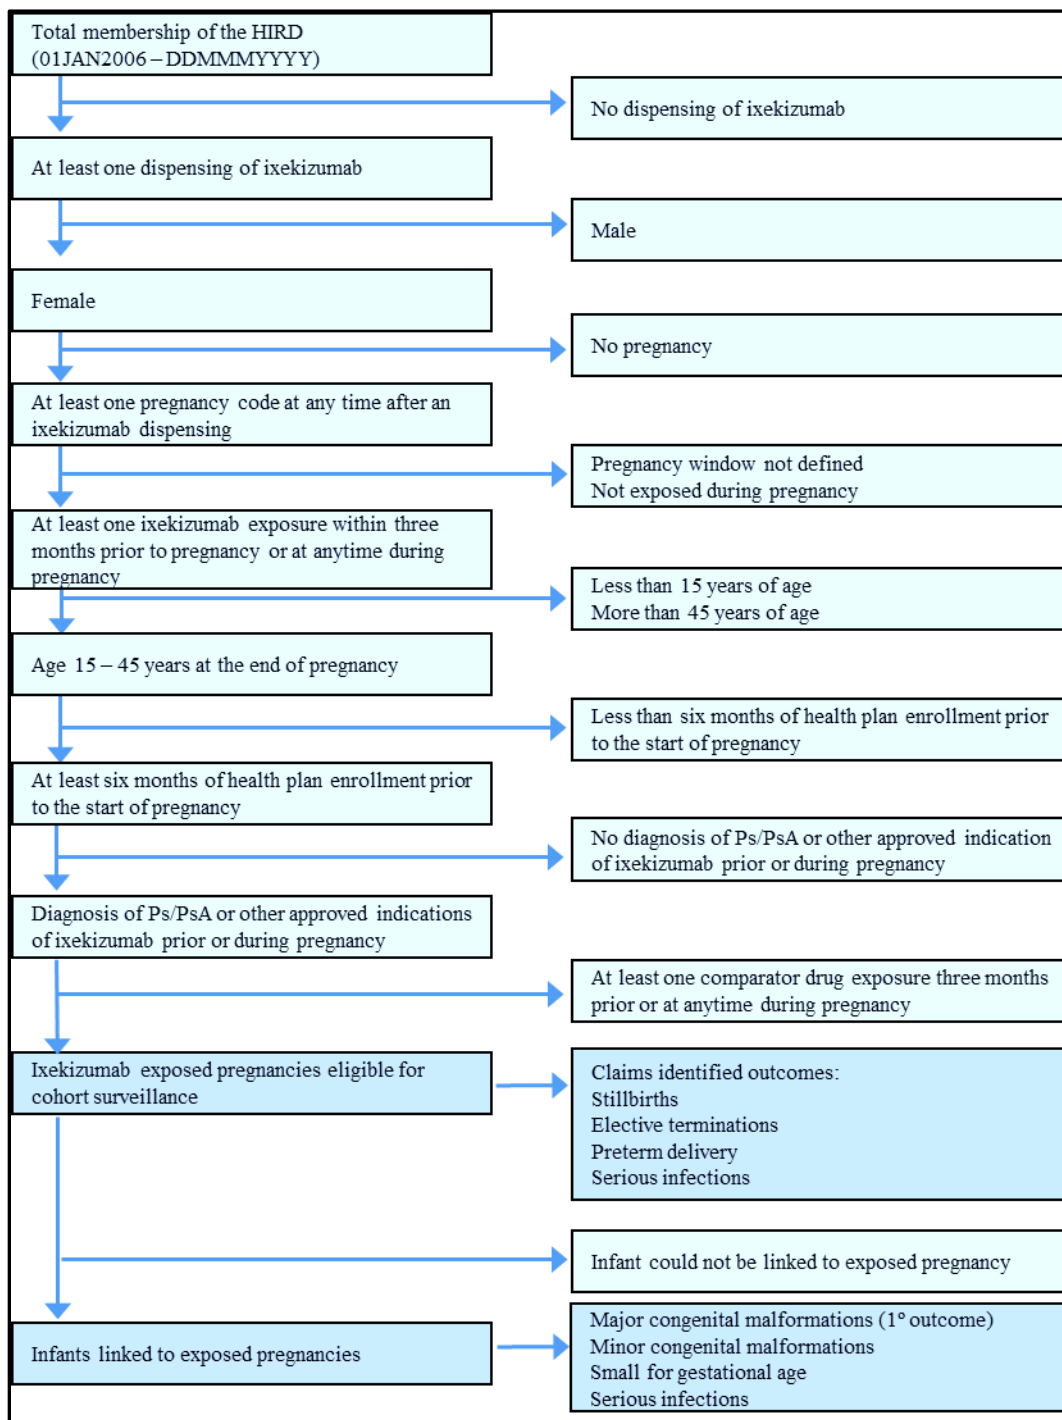 Total membership of the HIRD
(01JAN2006 – DDMMMYYYY)
No dispensing of ixekizumab
At least one dispensing of ixekizumab
Male
Female
No pregnancy
At least one pregnancy code at any time after an
ixekizumab dispensing
Pregnancy window not defined
Not exposed during pregnancy
At least one ixekizumab exposure within three
months prior to pregnancy or at anytime during
pregnancy
Less than 15 years of age
More than 45 years of age
Age 15 – 45 years at the end of pregnancy
Less than six months of health plan enrollment prior
to the start of pregnancy
At least six months of health plan enrollment prior
to the start of pregnancy
No diagnosis of Ps/PsA or other approved indication
of ixekizumab prior or during pregnancy
Diagnosis of Ps/PsA or other approved indications
of ixekizumab prior or during pregnancy
At least one comparator drug exposure three months
prior or at anytime during pregnancy
Ixekizumab exposed pregnancies eligible for
cohort surveillance
Claims identified outcomes:
Stillbirths
Elective terminations
Preterm delivery
Serious infections
Infant could not be linked to exposed pregnancy
Infants linked to exposed pregnancies
Major congenital malformations (1º outcome)
Minor congenital malformations
Small for gestational age
Serious infections